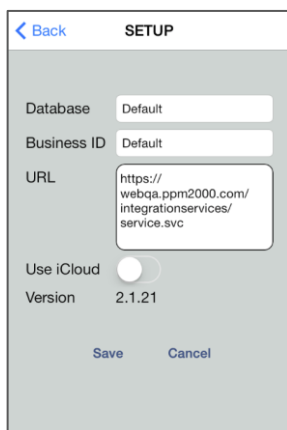 Back SETUP
Database Default
Business ID Default
URL https://
webqa.ppm2000.com/
integrationservices/
service.svc
Use iCloud
Version 2.1.21
Save Cancel